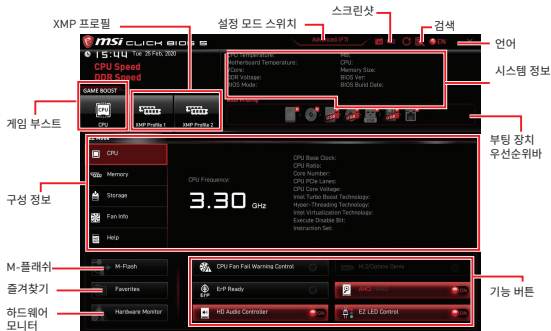 XMP 프로필
설정 모드 스위치
스크린샷
검색
언어
시스템 정보
msi CLICK BIOS 5
Advanced (F7)
EN
15:44 Tue 25 Feb, 2020
CPU Speed
DDR Speed
CPU Temperature:
Motherboard Temperature:
VCore:
DDR Voltage:
BIOS Mode:
MB:
CPU:
Memory Size:
BIOS Ver:
BIOS Build Date:
GAME BOOST
CPU
XMP Profile 1
XMP Profile 2
USB
USB
USB
게임 부스트
부팅 장치
우선순위바
CPU
Memory
Storage
Fan Info
Help
CPU Frequency:
3.30 GHz
CPU Base Clock:
CPU Ratio:
Core Number:
CPU PCIe Lanes:
CPU Core Voltage:
Intel Turbo Boost Technology:
Hyper-Threading Technology:
Intel Virtualization Technology:
Execute Disable Bit:
Instruction Set:
구성 정보
M-플래쉬
즐겨찾기
하드웨어
모니터
M-Flash
Favorites
Hardware Monitor
CPU Fan Fail Warning Control
M.2/Optane Genie
ErP
ErP Ready
AHCI
ON
HD Audio Controller
ON
EZ LED Control
ON
기능 버튼